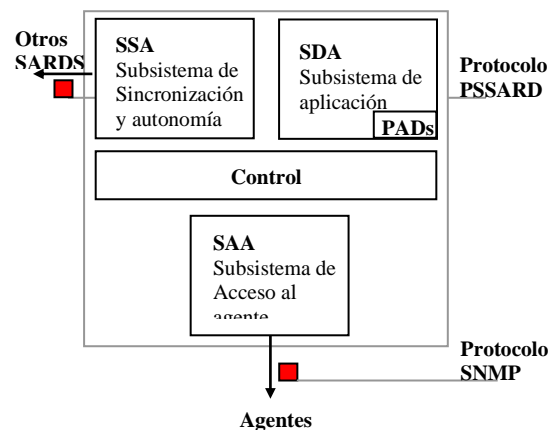 Otros
SARDS
SSA
Subsistema de
Sincronización
y autonomía
SDA
Subsistema de
aplicación
PADs
Protocolo
PSSARD
Control
SAA
Subsistema de
Acceso al
agente
Protocolo
SNMP
Agentes